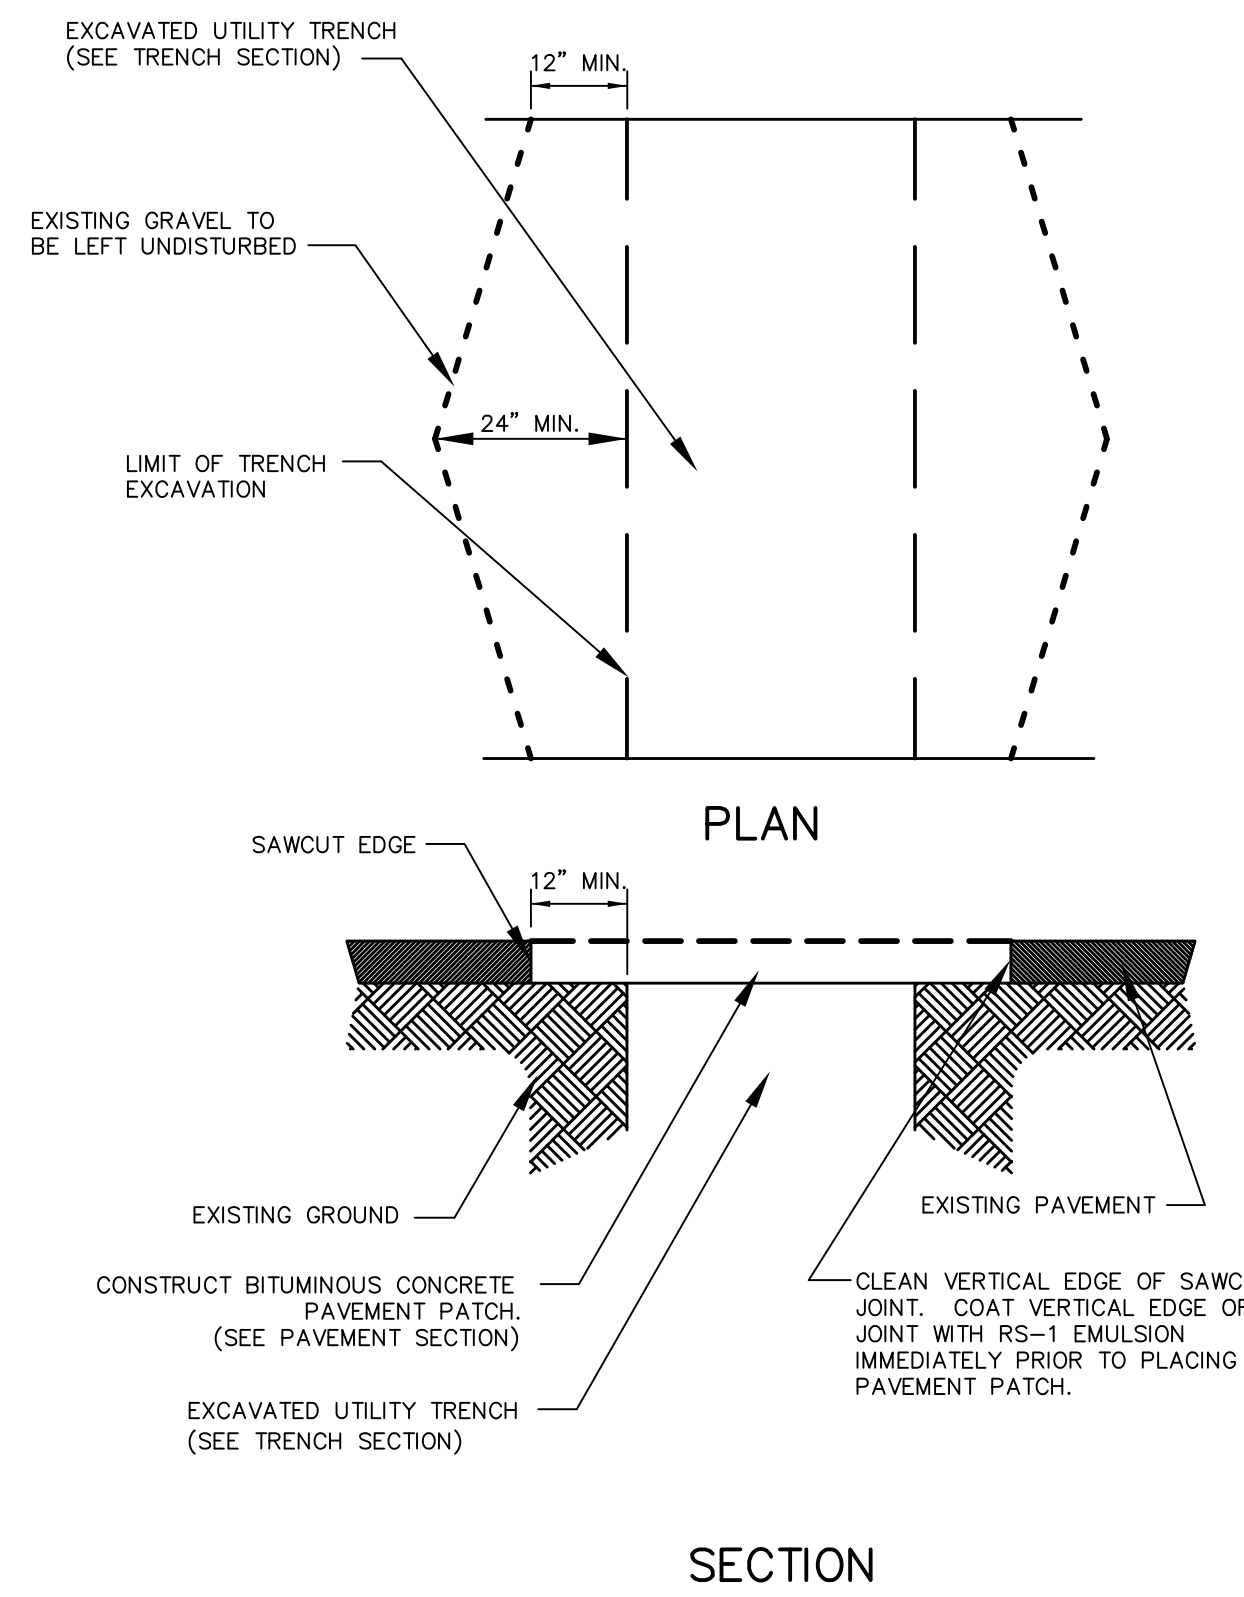 EXCAVATED UTILITY TRENCH
(SEE TRENCH SECTION)
12” MIN.
EXISTING GRAVEL TO
BE LEFT UNDISTURBED
24” MIN.
LIMIT OF TRENCH
EXCAVATION
PLAN
SAWCUT EDGE
12” MIN.
EXISTING GROUND
EXISTING PAVEMENT
CONSTRUCT BITUMINOUS CONCRETE
PAVEMENT PATCH.
(SEE PAVEMENT SECTION)
CLEAN VERTICAL EDGE OF
JOINT. COAT VERTICAL EDGE OF
JOINT WITH RS-1 EMULSION
IMMEDIATELY PRIOR TO PLACING
PAVEMENT PATCH.
EXCAVATED UTILITY TRENCH
(SEE TRENCH SECTION)
SECTION